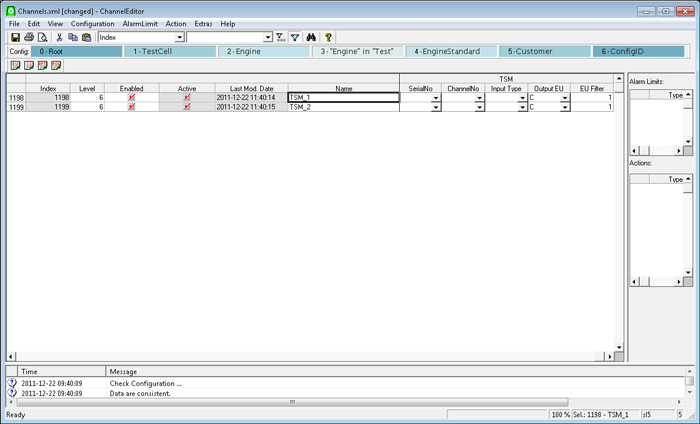 Channels.xml [changed] - ChannelEditor
File Edit View Configuration AlarmLimit Action Extras Help
Index
Config: 0 - Root 1 - TestCell 2 - Engine 3 - "Engine" in "Test" 4 - EngineStandard 5 - Customer 6 - ConfigID
TSM
Index Level Enabled Active Last Mod. Date Name SerialNo ChannelNo Input Type Output EU EU Filter
1198 1198 6 2011-12-22 11:40:14 TSM_1 C 1
1199 1199 6 2011-12-22 11:40:15 TSM_2 C 1
Alarm Limits:
Type
Actions:
Type
Time Message
2011-12-22 09:40:09 Check Configuration ...
2011-12-22 09:40:09 Data are consistent.
Ready 100 % Sel.: 1198 - TSM_1 sl5 5